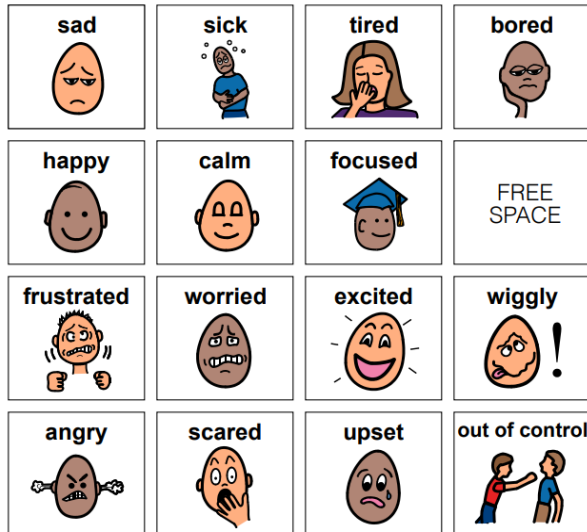 sad
sick
tired
bored
happy
calm
focused
FREE
SPACE
frustrated
worried
excited
wiggly
!
angry
scared
upset
out of control